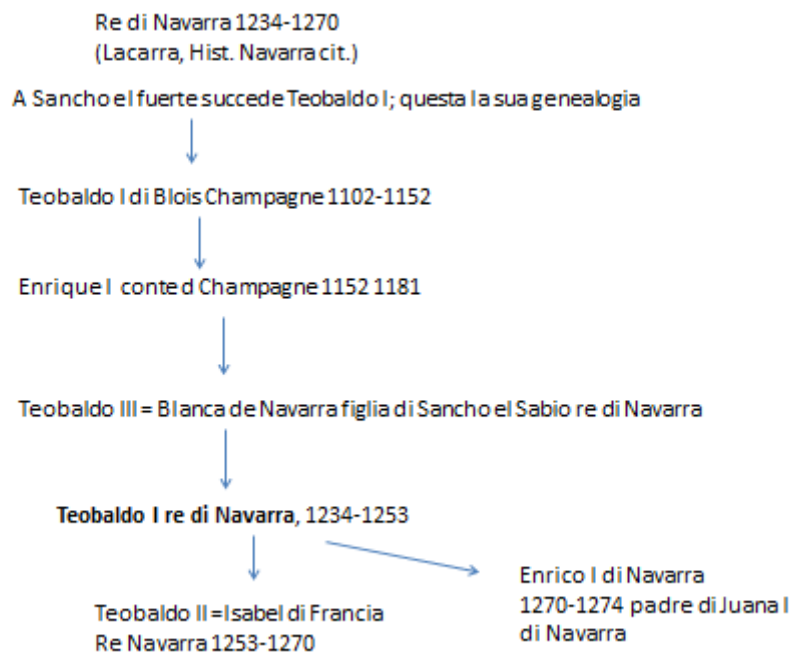 Re di Navarra 1234-1270
(Lacarra, Hist. Navarra cit.)
A Sancho el fuerte succede Teobaldo I; questa la sua genealogia
Teobaldo I di Blois Champagne 1102-1152
Enrique I conte d Champagne 1152 1181
Teobaldo III = Blanca de Navarra figlia di Sancho el Sabio re di Navarra
Teobaldo I re di Navarra, 1234-1253
Teobaldo II =Isabel di Francia
Re Navarra 1253-1270
Enrico I di Navarra
1270-1274 padre di Juana I
di Navarra